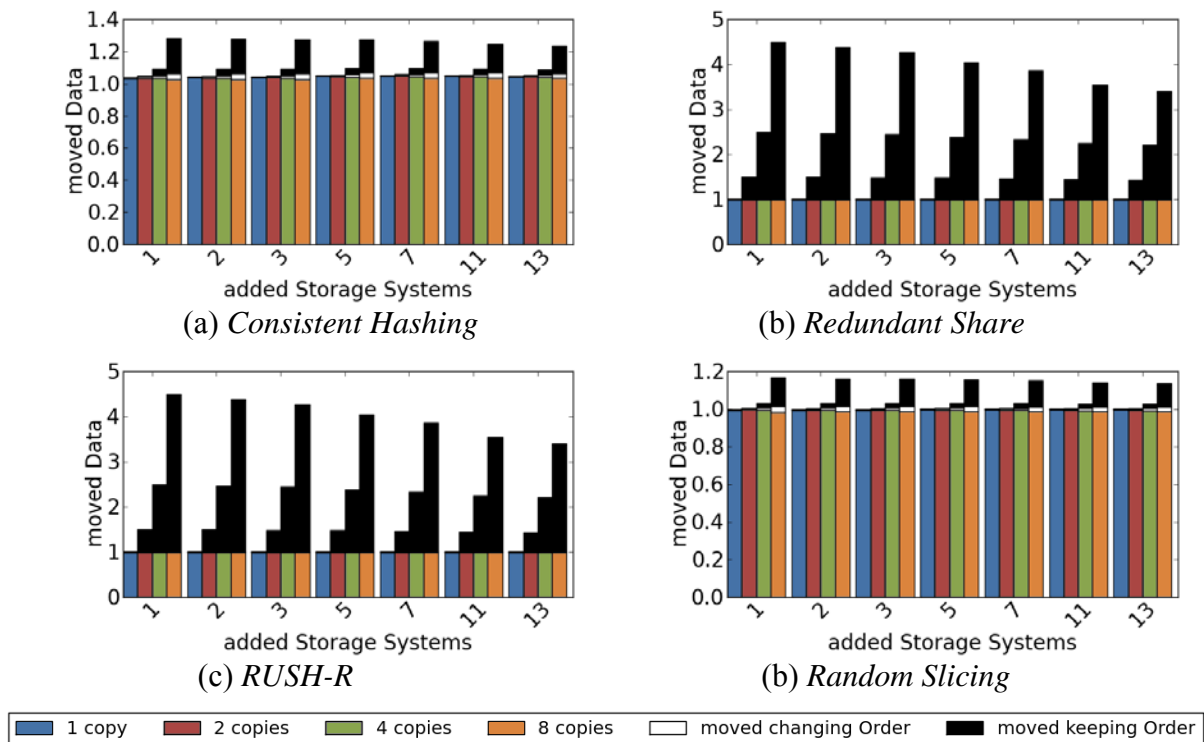 1.4
1.2
1.0
0.8
0.6
0.4
0.2
0.0
moved Data
1 2 3 5 7 11 13
added Storage Systems
(a) Consistent Hashing
5
4
3
2
1
0
moved Data
1 2 3 5 7 11 13
added Storage Systems
(b) Redundant Share
5
4
3
2
1
0
moved Data
1 2 3 5 7 11 13
added Storage Systems
(c) RUSH-R
1.2
1.0
0.8
0.6
0.4
0.2
0.0
moved Data
1 2 3 5 7 11 13
added Storage Systems
(b) Random Slicing
1 copy 2 copies 4 copies 8 copies moved changing Order moved keeping Order